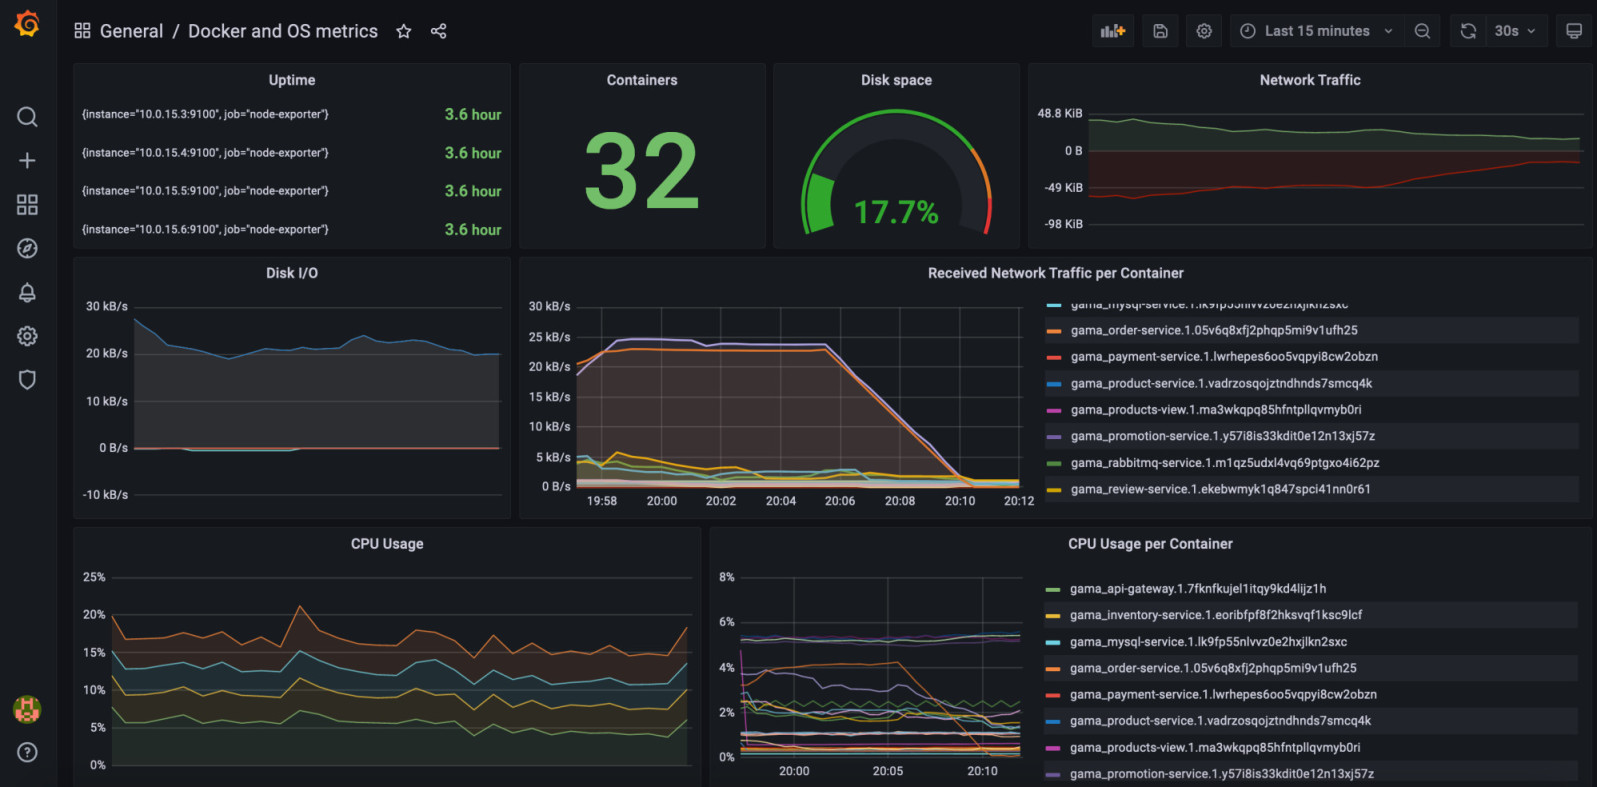 General / Docker and OS metrics
Last 15 minutes
30s
Uptime
{instance="10.0.15.3:9100", job="node-exporter"} 3.6 hour
{instance="10.0.15.4:9100", job="node-exporter"} 3.6 hour
{instance="10.0.15.5:9100", job="node-exporter"} 3.6 hour
{instance="10.0.15.6:9100", job="node-exporter"} 3.6 hour
Containers
32
Disk space
17.7%
Network Traffic
48.8 KiB
0 B
-49 KiB
-98 KiB
Disk I/O
30 kB/s
20 kB/s
10 kB/s
0 B/s
-10 kB/s
Received Network Traffic per Container
30 kB/s
25 kB/s
20 kB/s
15 kB/s
10 kB/s
5 kB/s
0 B/s
19:58 20:00 20:02 20:04 20:06 20:08 20:10 20:12
gama_mysql-service.1.lk9fp55nlvvz0e2hxjlkn2sxc
gama_order-service.1.05v6q8xfj2phqp5mi9v1ufh25
gama_payment-service.1.lwrhepes6oo5vqpyi8cw2obzn
gama_product-service.1.vadrzosqojztndhnds7smcq4k
gama_products-view.1.ma3wkqpq85hfntpllqvmyb0ri
gama_promotion-service.1.y57i8is33kdit0e12n13xj57z
gama_rabbitmq-service.1.m1qz5udxl4vq69ptgxo4i62pz
gama_review-service.1.ekebwmyk1q847spci41nn0r61
CPU Usage
25%
20%
15%
10%
5%
0%
CPU Usage per Container
8%
6%
4%
2%
0%
20:00 20:05 20:10
gama_api-gateway.1.7fknfkujel1itqy9kd4lijz1h
gama_inventory-service.1.eoribfpf8f2hksvqf1ksc9lcf
gama_mysql-service.1.lk9fp55nlvvz0e2hxjlkn2sxc
gama_order-service.1.05v6q8xfj2phqp5mi9v1ufh25
gama_payment-service.1.lwrhepes6oo5vqpyi8cw2obzn
gama_product-service.1.vadrzosqojztndhnds7smcq4k
gama_products-view.1.ma3wkqpq85hfntpllqvmyb0ri
gama_promotion-service.1.y57i8is33kdit0e12n13xj57z